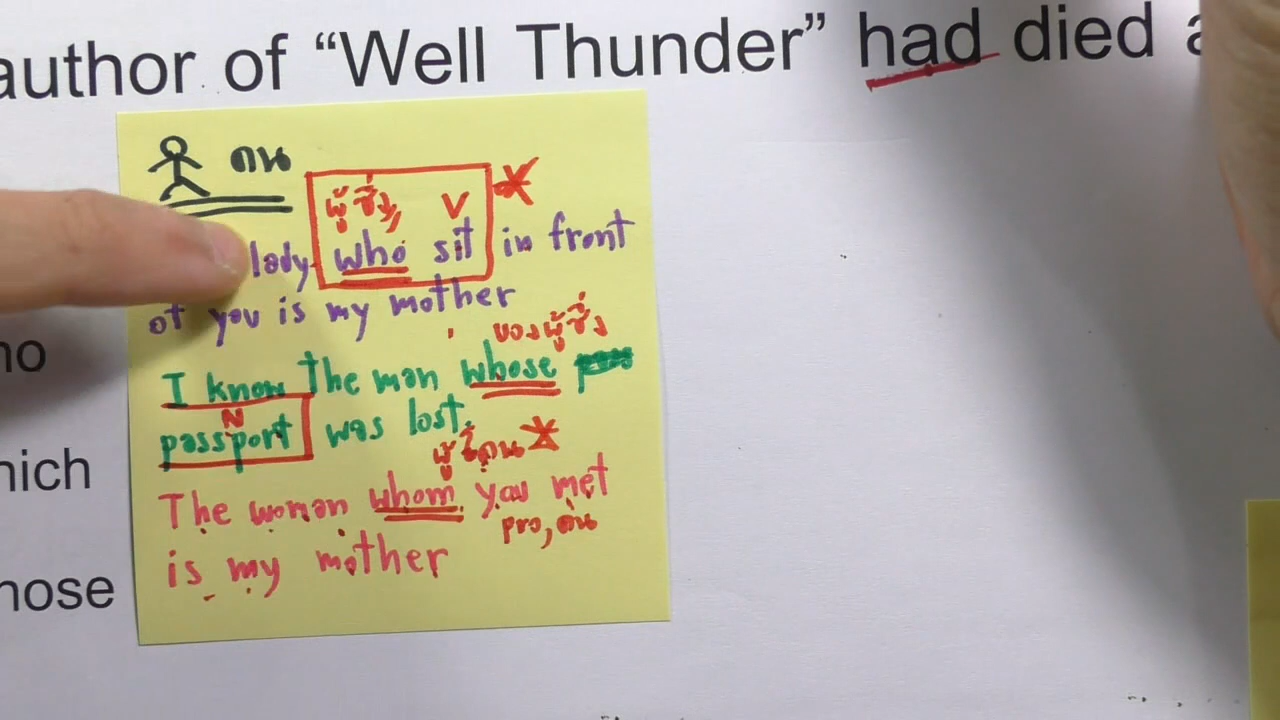 author of “Well Thunder” had died a
คน
ผู้ซึ่ง, V
lady who sit in front
of you is my mother
ของผู้ซึ่ง
I know The man whose
N
passport was lost.
ผู้
The woman whom you met
pro, คน
is my mother
ho
hich
hose